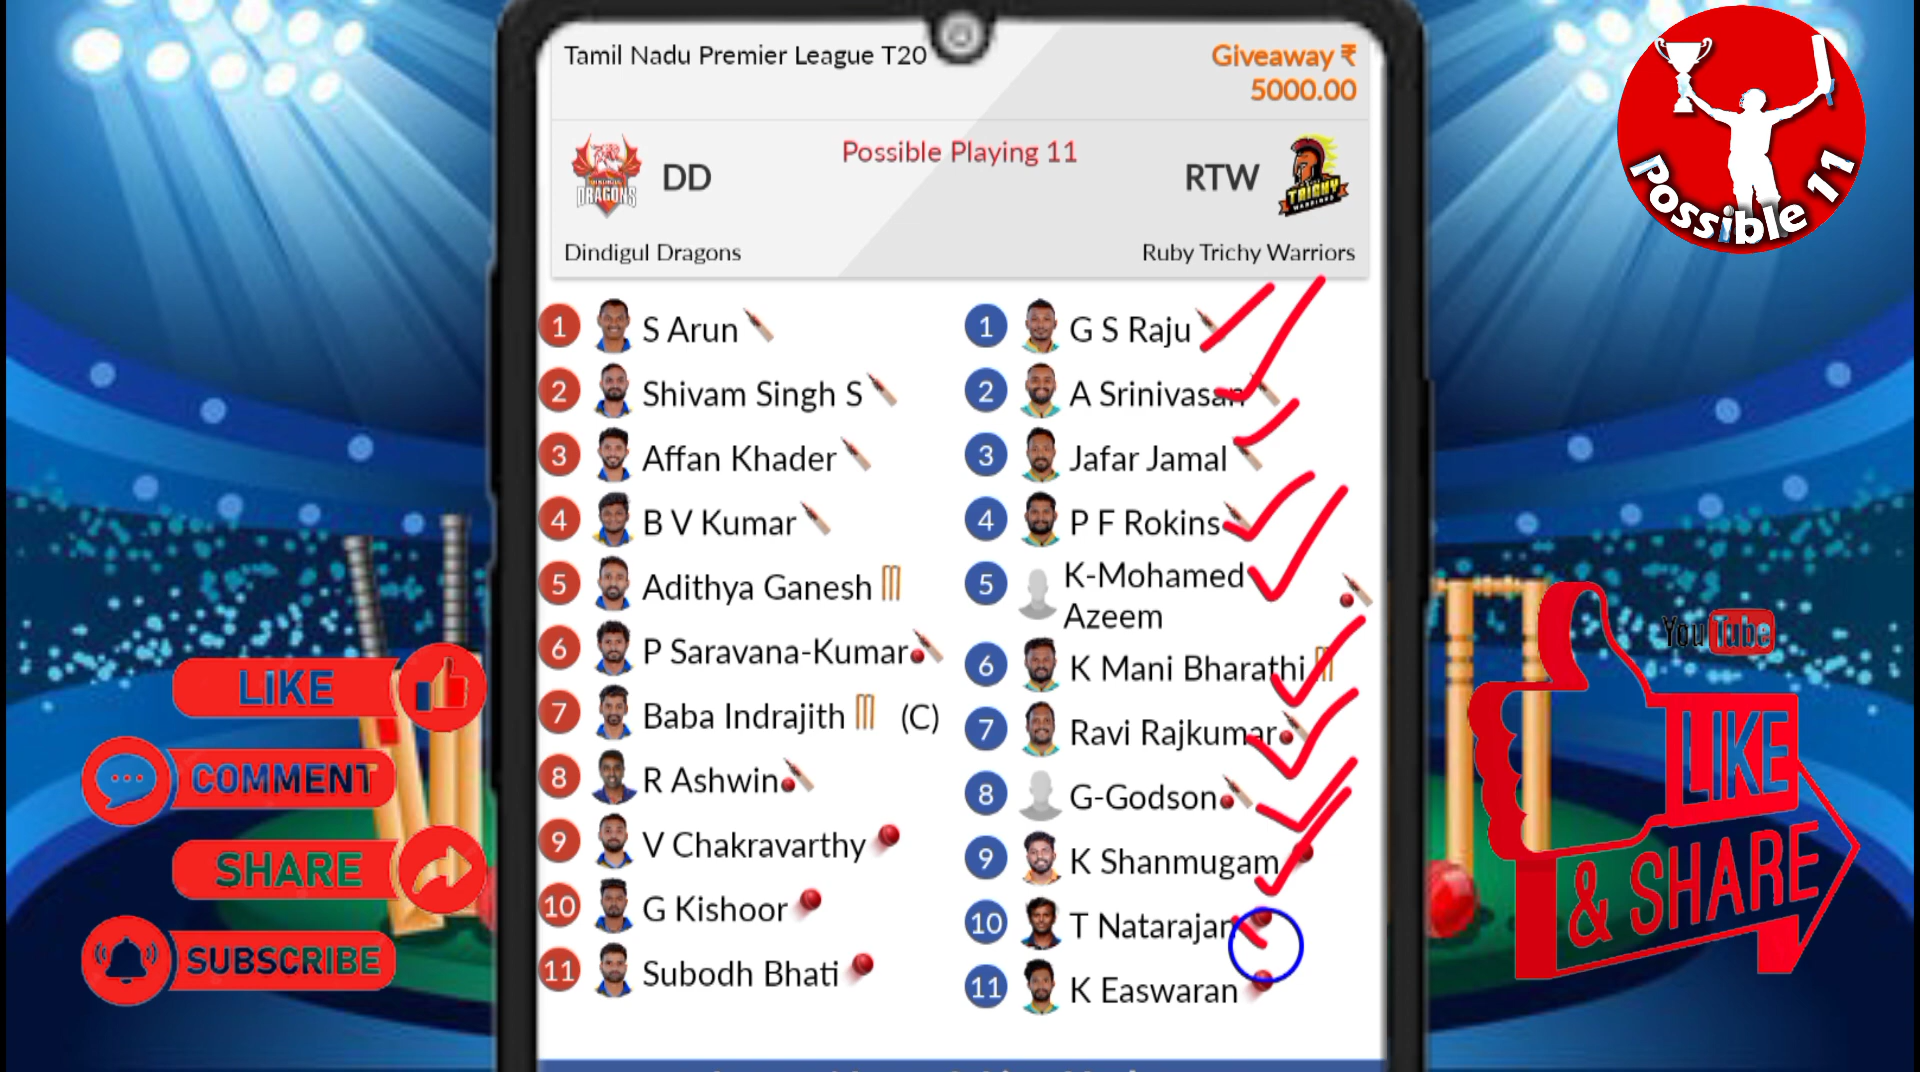 Tamil Nadu Premier League T20
Giveaway ₹
5000.00
Possible Playing 11
DINDIGUL
DRAGONS
DD
RTW
TRICHY
WARRIORS
Dindigul Dragons
Ruby Trichy Warriors
1 S Arun
2 Shivam Singh S
3 Affan Khader
4 B V Kumar
5 Adithya Ganesh
6 P Saravana-Kumar
7 Baba Indrajith (C)
8 R Ashwin
9 V Chakravarthy
10 G Kishoor
11 Subodh Bhati
1 G S Raju
2 A Srinivasan
3 Jafar Jamal
4 P F Rokins
5 K-Mohamed
Azeem
6 K Mani Bharathi
7 Ravi Rajkumar
8 G-Godson
9 K Shanmugam
10 T Natarajan
11 K Easwaran
LIKE
COMMENT
SHARE
SUBSCRIBE
Possible 11
YouTube
LIKE
& SHARE